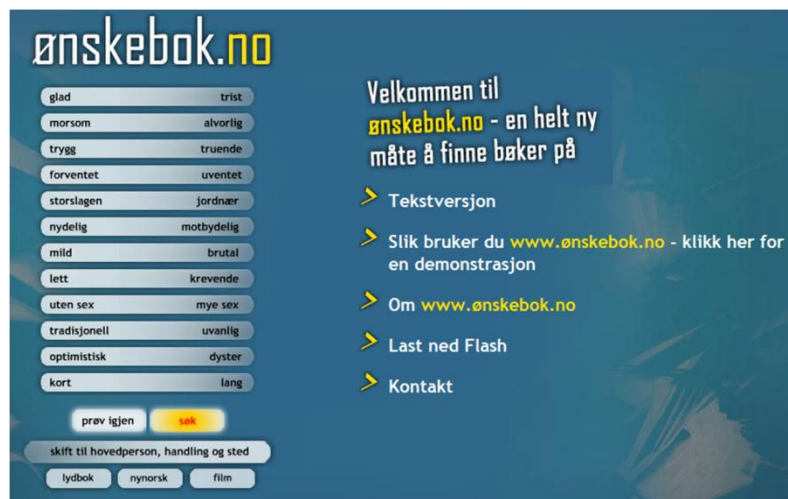 ønskebok.no
glad trist
morsom alvorlig
trygg truende
forventet uventet
storslagen jordnær
nydelig motbydelig
mild brutal
lett krevende
uten sex mye sex
tradisjonell uvanlig
optimistisk dyster
kort lang
prøv igjen søk
skift til hovedperson, handling og sted
lydbok nynorsk film
Velkommen til
ønskebok.no - en helt ny
måte å finne bøker på
Tekstversjon
Slik bruker du www.ønskebok.no - klikk her for
en demonstrasjon
Om www.ønskebok.no
Last ned Flash
Kontakt